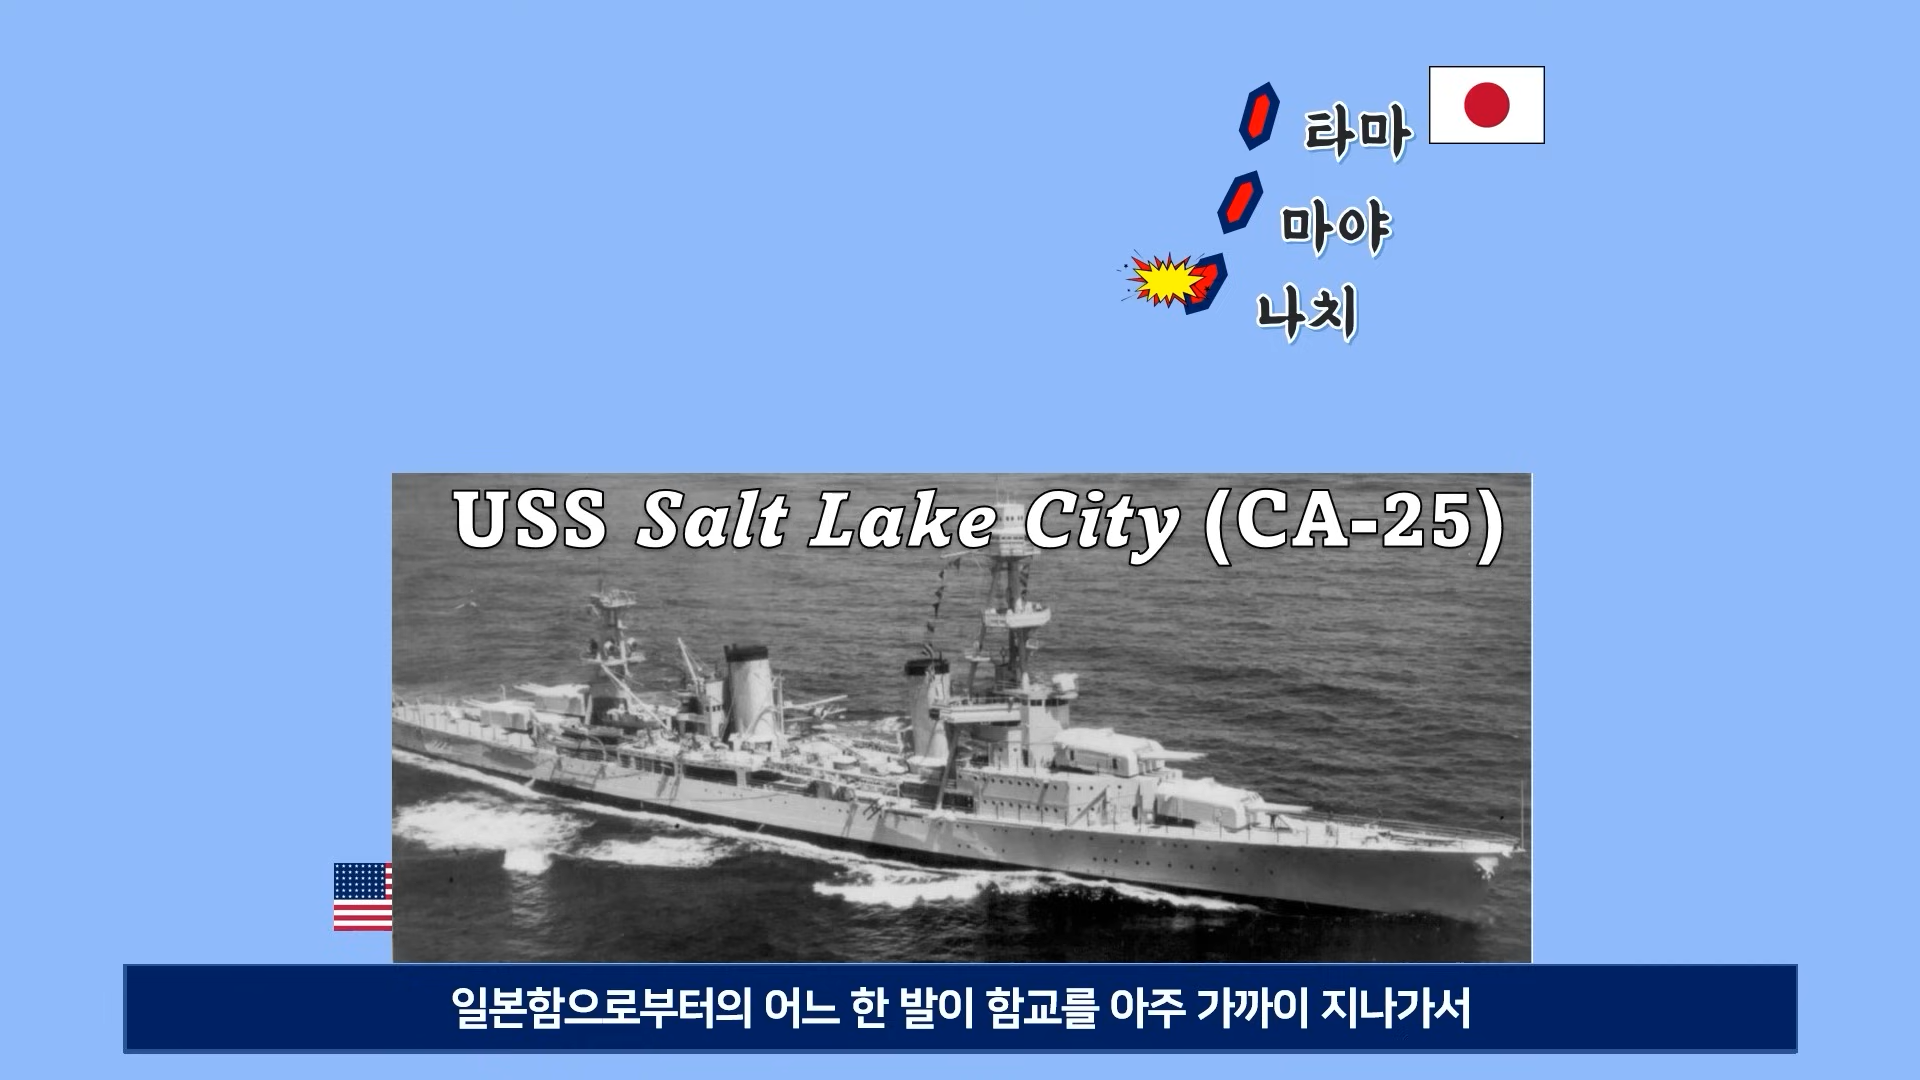 타마
마야
나치
USS Salt Lake City (CA-25)
일본함으로부터의 어느 한 발이 함교를 아주 가까이 지나가서